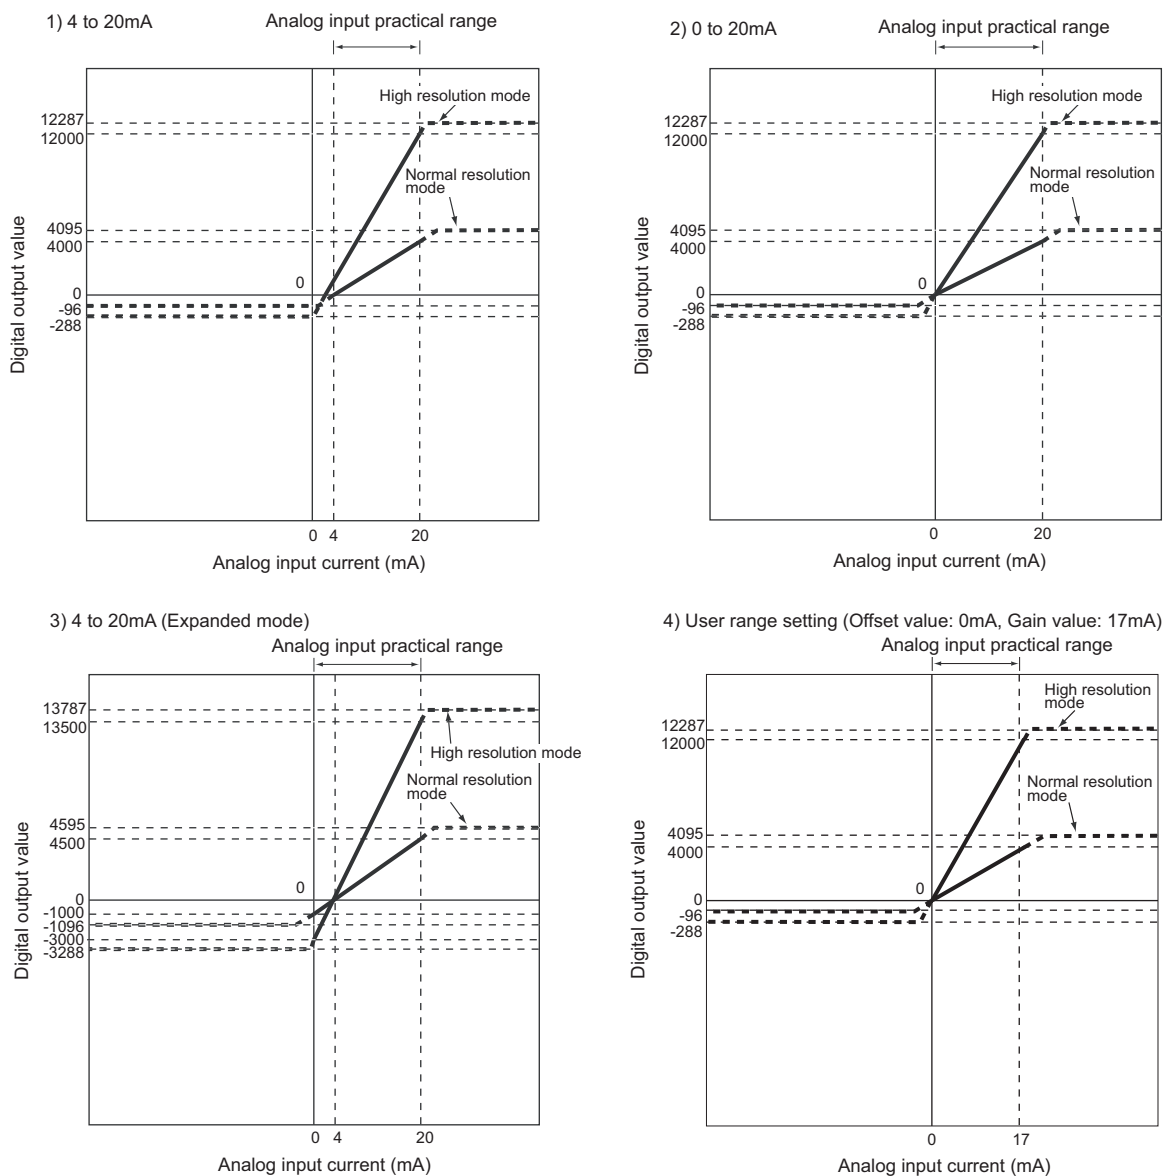 1) 4 to 20mA
Analog input practical range
High resolution mode
12287
12000
Normal resolution
mode
4095
4000
0
0
-96
-288
Digital output value
0 4 20
Analog input current (mA)
2) 0 to 20mA
Analog input practical range
High resolution mode
12287
12000
Normal resolution
mode
4095
4000
0
0
-96
-288
Digital output value
0 20
Analog input current (mA)
3) 4 to 20mA (Expanded mode)
Analog input practical range
13787
13500
High resolution mode
Normal resolution
mode
4595
4500
0
0
-1000
-1096
-3000
-3288
Digital output value
0 4 20
Analog input current (mA)
4) User range setting (Offset value: 0mA, Gain value: 17mA)
Analog input practical range
High resolution
mode
12287
12000
Normal resolution
mode
4095
4000
0
0
-96
-288
Digital output value
0 17
Analog input current (mA)